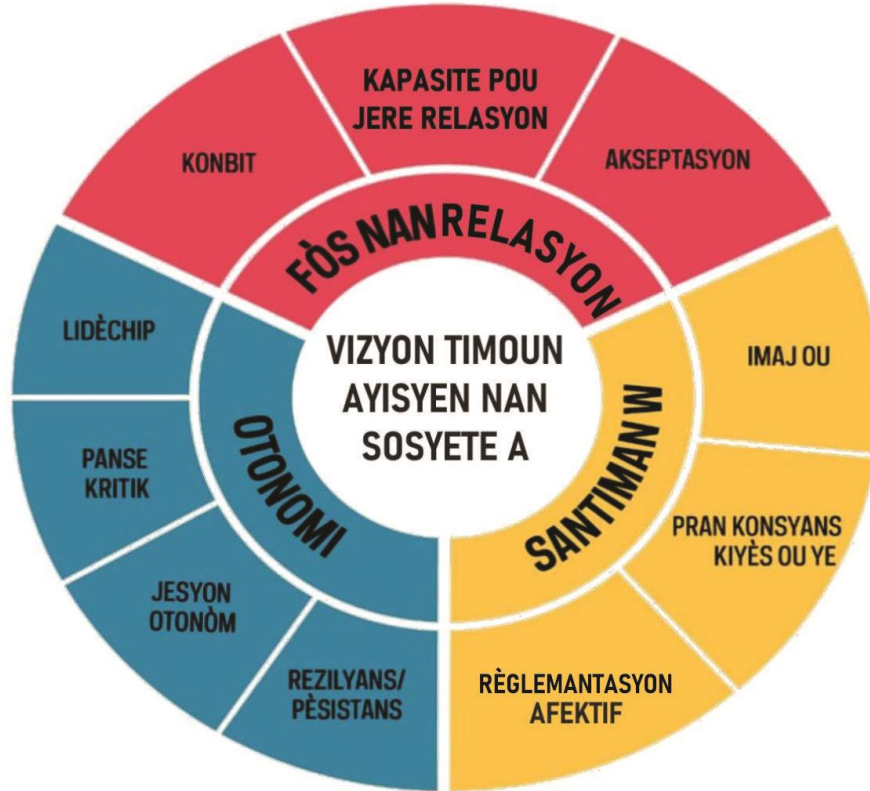 KAPASITE POU
JERE RELASYON
KONBIT
AKSEPTASYON
FÒS NAN RELASYON
LIDÈCHIP
PANSE
KRITIK
JESYON
OTONÒM
REZILYANS/
PÈSISTANS
OTONOMI
VIZYON TIMOUN
AYISYEN NAN
SOSYETE A
SANTIMAN W
IMAJ OU
PRAN KONSYANS
KIYÈS OU YE
RÈGLEMANTASYON
AFEKTIF